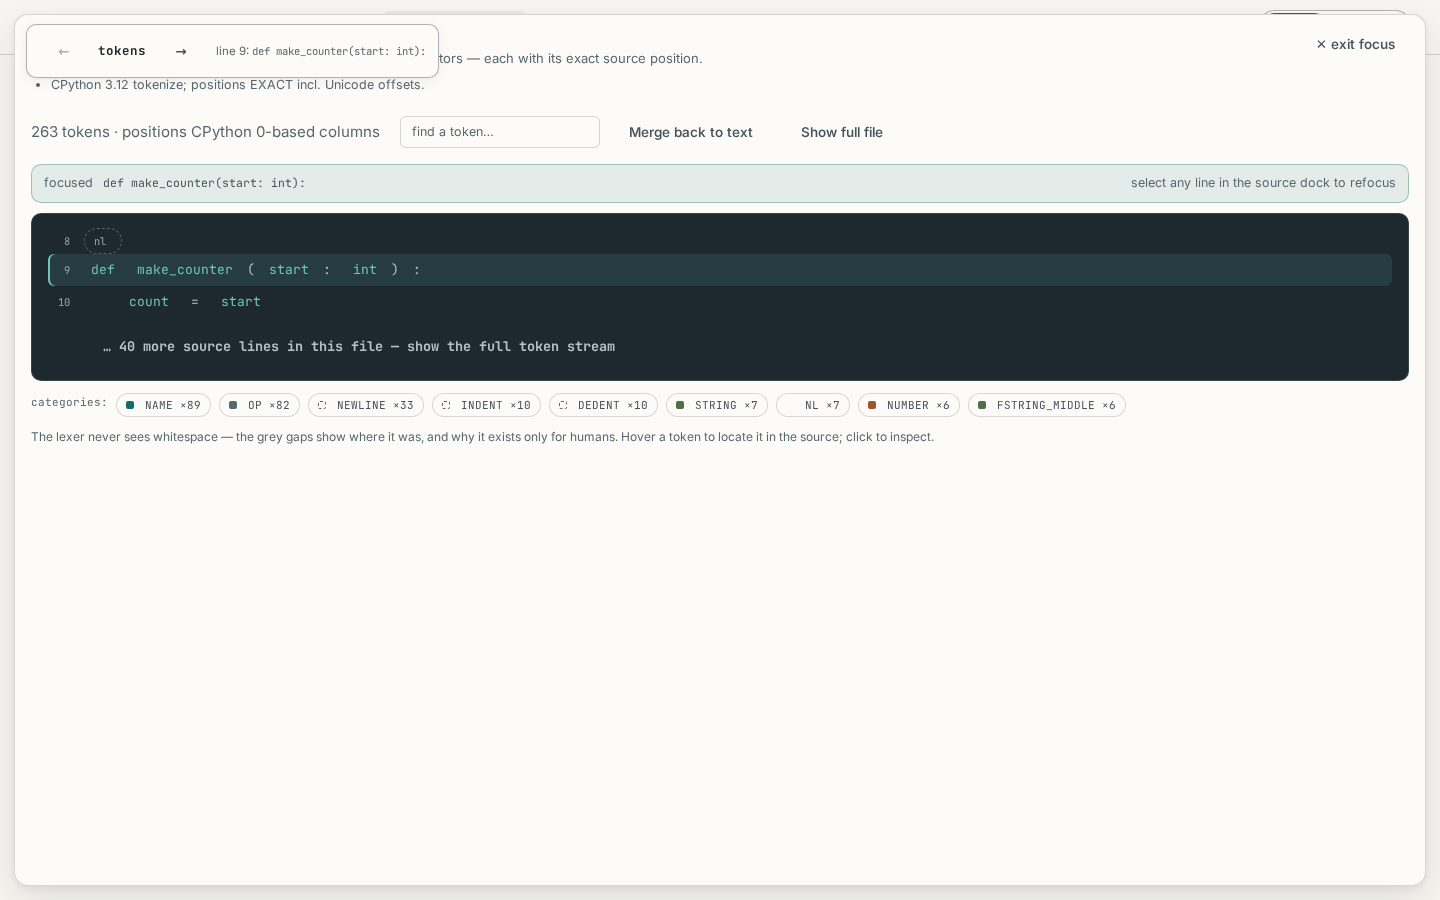 ← tokens → line 9: def make_counter(start: int):
✕ exit focus
tors — each with its exact source position.
• CPython 3.12 tokenize; positions EXACT incl. Unicode offsets.
263 tokens · positions CPython 0-based columns
find a token…
Merge back to text
Show full file
focused def make_counter(start: int):
select any line in the source dock to refocus
8 nl
9 def make_counter ( start : int ) :
10 count = start
… 40 more source lines in this file — show the full token stream
categories: NAME ×89 OP ×82 NEWLINE ×33 INDENT ×10 DEDENT ×10 STRING ×7 NL ×7 NUMBER ×6 FSTRING_MIDDLE ×6
The lexer never sees whitespace — the grey gaps show where it was, and why it exists only for humans. Hover a token to locate it in the source; click to inspect.